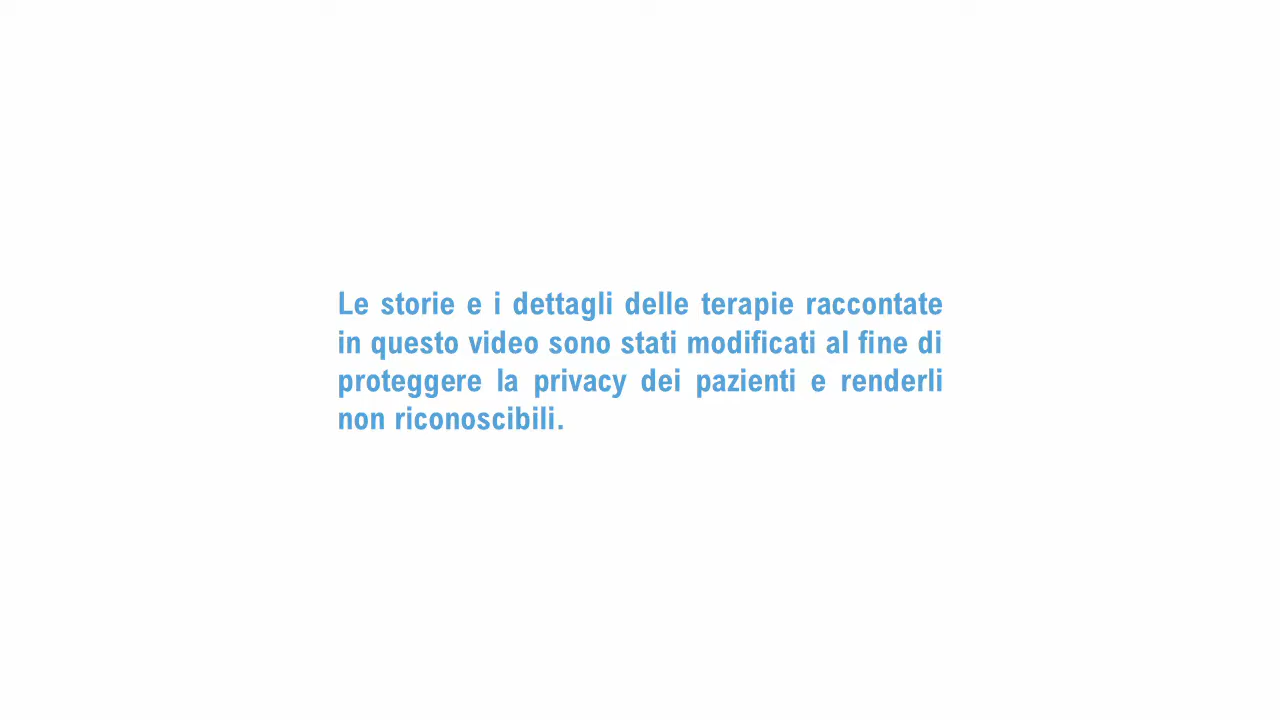 Le storie e i dettagli delle terapie raccontate
in questo video sono stati modificati al fine di
proteggere la privacy dei pazienti e renderli
non riconoscibili.